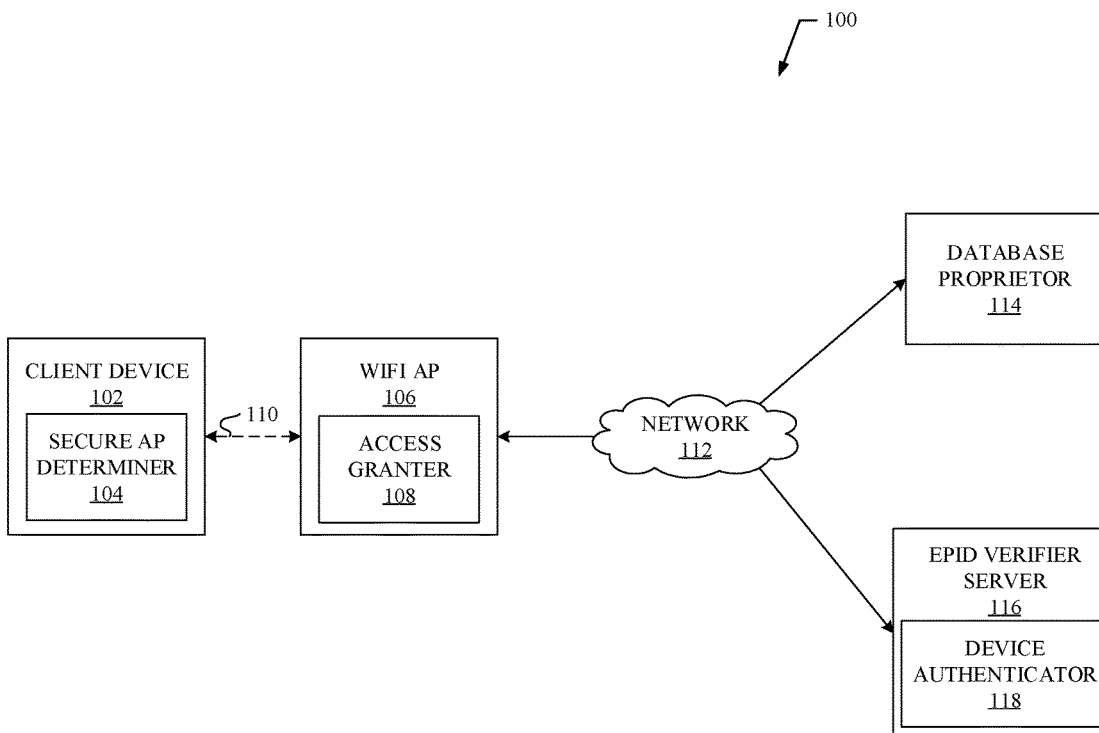 100
DATABASE
PROPRIETOR
114
CLIENT DEVICE
102
SECURE AP
DETERMINER
104
110
WIFI AP
106
ACCESS
GRANTER
108
NETWORK
112
EPID VERIFIER
SERVER
116
DEVICE
AUTHENTICATOR
118